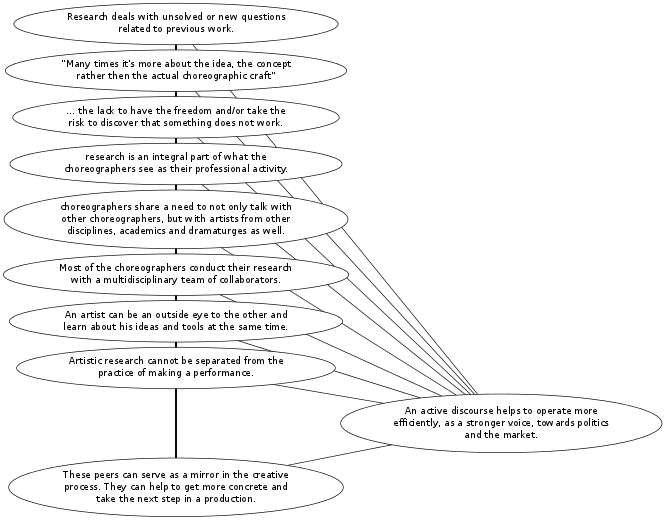 Research deals with unsolved or new questions
related to previous work.
"Many times it's more about the idea, the concept
rather then the actual choreographic craft"
... the lack to have the freedom and/or take the
risk to discover that something does not work.
research is an integral part of what the
choreographers see as their professional activity.
choreographers share a need to not only talk with
other choreographers, but with artists from other
disciplines, academics and dramaturges as well.
Most of the choreographers conduct their research
with a multidisciplinary team of collaborators.
An artist can be an outside eye to the other and
learn about his ideas and tools at the same time.
Artistic research cannot be separated from the
practice of making a performance.
An active discourse helps to operate more
efficiently, as a stronger voice, towards politics
and the market.
These peers can serve as a mirror in the creative
process. They can help to get more concrete and
take the next step in a production.